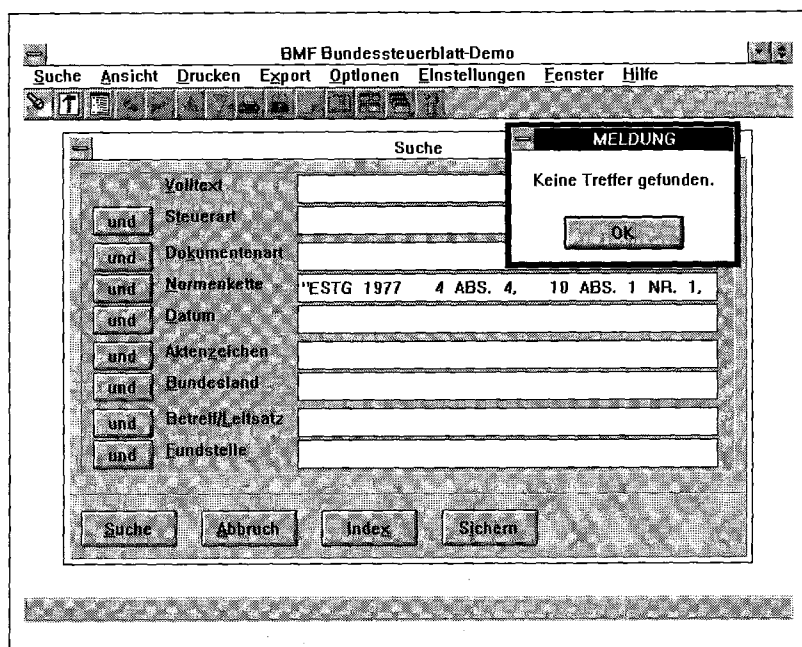 BMF Bundessteuerblatt-Demo
Suche Ansicht Drucken Export Optionen Einstellungen Fenster Hilfe
Suche
MELDUNG
Keine Treffer gefunden.
OK
Volltext
und Steuerart
und Dokumentenart
und Normenkette "ESTG 1977 4 ABS. 4, 10 ABS. 1 NR. 1,
und Datum
und Aktenzeichen
und Bundesland
und Betreff/Leitsatz
und Fundstelle
Suche Abbruch Index Sichern